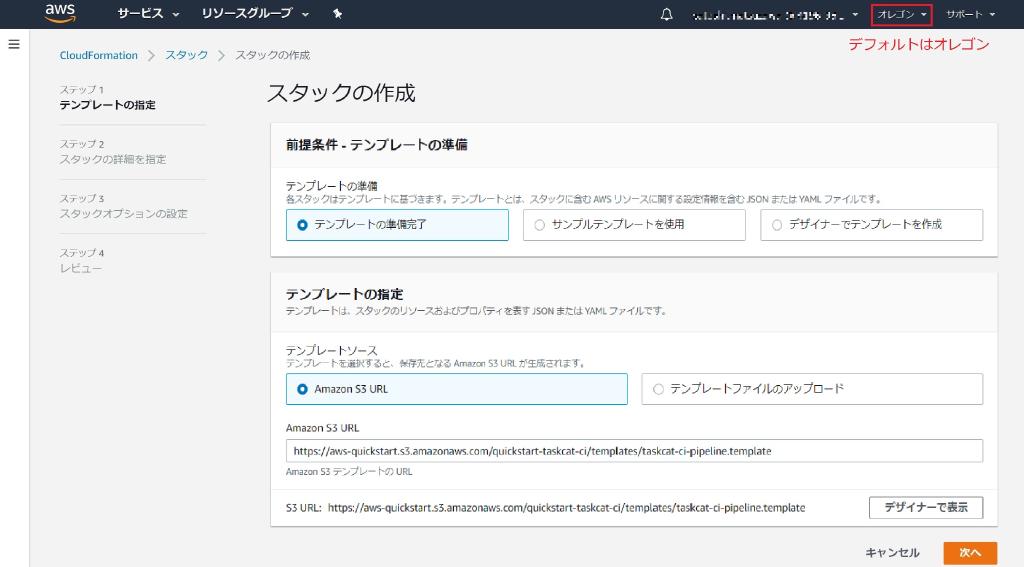 aws サービス リソースグループ オレゴン サポート
デフォルトはオレゴン
CloudFormation > スタック > スタックの作成
ステップ 1
テンプレートの指定
ステップ 2
スタックの詳細を指定
ステップ 3
スタックオプションの設定
ステップ 4
レビュー
スタックの作成
前提条件 - テンプレートの準備
テンプレートの準備
各スタックはテンプレートに基づきます。テンプレートとは、スタックに含む AWS リソースに関する設定情報を含む JSON または YAML ファイルです。
テンプレートの準備完了 サンプルテンプレートを使用 デザイナーでテンプレートを作成
テンプレートの指定
テンプレートは、スタックのリソースおよびプロパティを表す JSON または YAML ファイルです。
テンプレートソース
テンプレートを選択すると、保存先となる Amazon S3 URL が生成されます。
Amazon S3 URL テンプレートファイルのアップロード
Amazon S3 URL
https://aws-quickstart.s3.amazonaws.com/quickstart-taskcat-ci/templates/taskcat-ci-pipeline.template
Amazon S3 テンプレートの URL
S3 URL: https://aws-quickstart.s3.amazonaws.com/quickstart-taskcat-ci/templates/taskcat-ci-pipeline.template デザイナーで表示
キャンセル 次へ